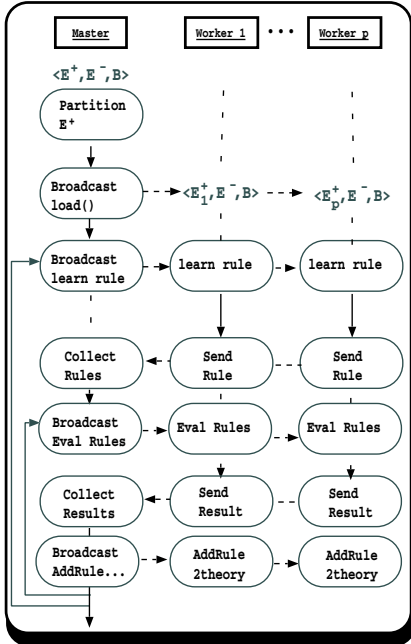 Master Worker 1 • • • Worker p
<E⁺,E⁻,B>
Partition
E⁺
Broadcast
load()
<E₁⁺,E⁻,B> <Eₚ⁺,E⁻,B>
Broadcast
learn rule
learn rule
learn rule
Collect
Rules
Send
Rule
Send
Rule
Broadcast
Eval Rules
Eval Rules
Eval Rules
Collect
Results
Send
Result
Send
Result
Broadcast
AddRule...
AddRule
2theory
AddRule
2theory